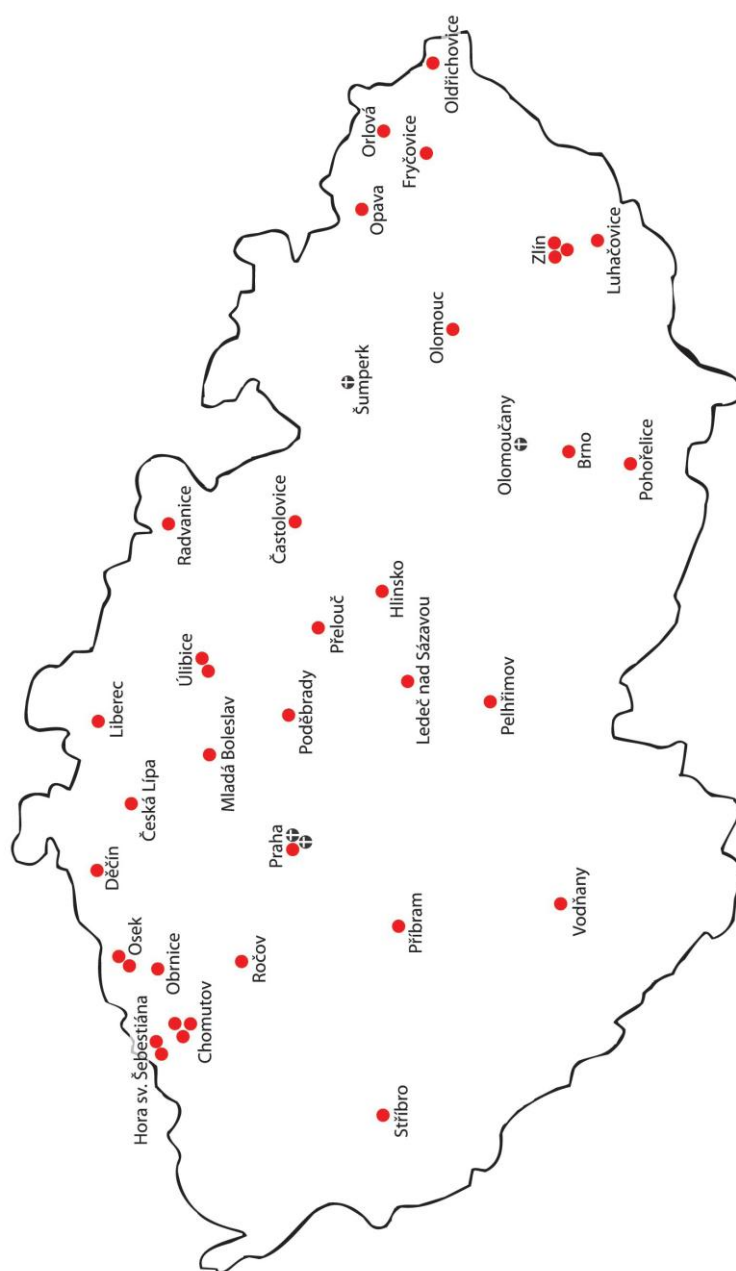 Děčín
Liberec
Česká Lípa
Osek
Obrnice
Hora sv. Šebestiána
Chomutov
Mladá Boleslav
Úlibice
Radvanice
Ročov
Praha
Poděbrady
Přelouč
Častolovice
Stříbro
Příbram
Ledeč nad Sázavou
Hlinsko
Šumperk
Opava
Orlová
Fryčovice
Oldřichovice
Vodňany
Pelhřimov
Olomoučany
Olomouc
Brno
Pohořelice
Zlín
Luhačovice